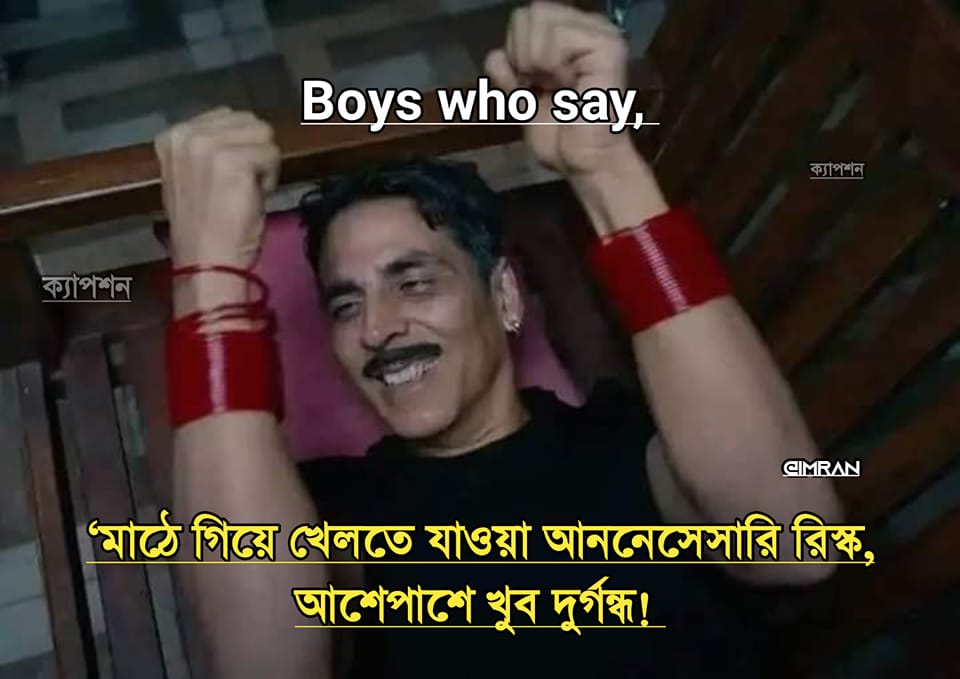 Boys who say,
ক্যাপশন
ক্যাপশন
@IMRAN
‘মাঠে গিয়ে খেলতে যাওয়া আননেসেসারি রিস্ক,
আশেপাশে খুব দুর্গন্ধ!